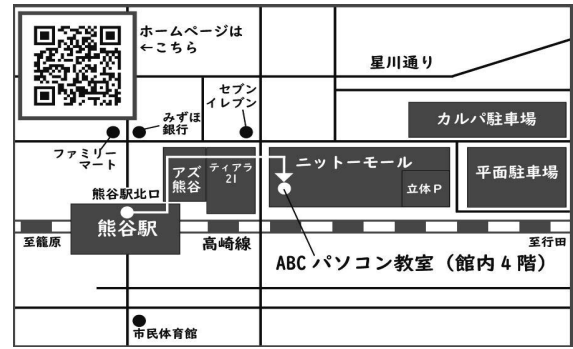 ホームページは
←こちら
星川通り
セブン
イレブン
みずほ
銀行
カルパ駐車場
ファミリー
マート
アズ
熊谷
ティアラ
21
ニットーモール
立体P
平面駐車場
熊谷駅北口
熊谷駅
至籠原
高崎線
至行田
ABCパソコン教室（館内4階）
市民体育館